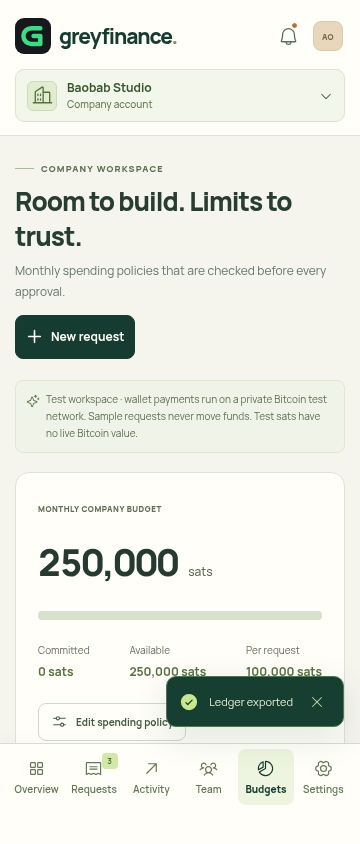 greyfinance.
AO
Baobab Studio
Company account
COMPANY WORKSPACE
Room to build. Limits to
trust.
Monthly spending policies that are checked before every
approval.
New request
Test workspace · wallet payments run on a private Bitcoin test
network. Sample requests never move funds. Test sats have
no live Bitcoin value.
MONTHLY COMPANY BUDGET
250,000 sats
Committed Available Per request
0 sats 250,000 sats 100,000 sats
Ledger exported
Edit spending policy
3
Overview Requests Activity Team Budgets Settings